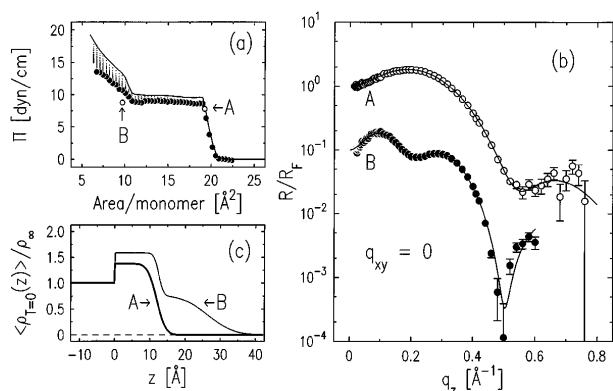 (a)
Π [dyn/cm]
20
15
10
5
0
←A
B
↑
10 15 20 25
Area/monomer [Å²]
(c)
<ρT=0(z)>/ρ∞
2.0
1.5
1.0
0.5
0
A→
←B
−10 0 10 20 30 40
z [Å]
(b)
R/RF
10¹
10⁰
10⁻¹
10⁻²
10⁻³
10⁻⁴
A
B
qxy = 0
0 0.2 0.4 0.6 0.8
qz [Å⁻¹]